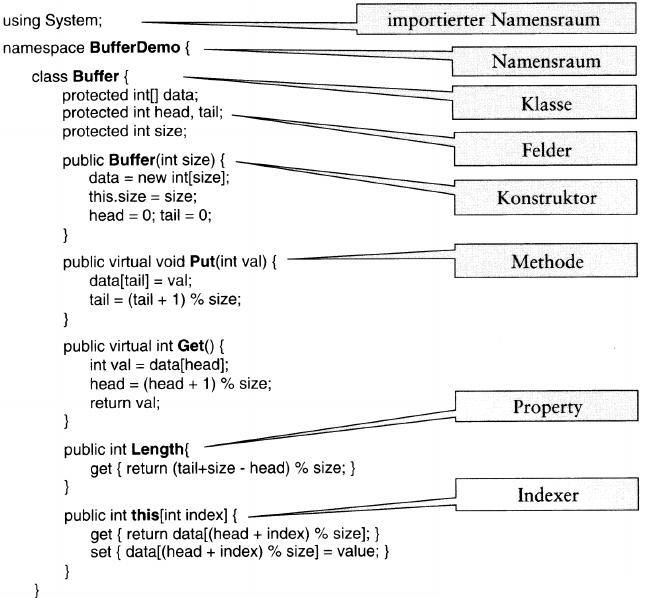 using System;
importierter Namensraum
namespace BufferDemo {
Namensraum
class Buffer {
Klasse
protected int[] data;
protected int head, tail;
Felder
protected int size;
public Buffer(int size) {
Konstruktor
data = new int[size];
this.size = size;
head = 0; tail = 0;
}
public virtual void Put(int val) {
Methode
data[tail] = val;
tail = (tail + 1) % size;
}
public virtual int Get() {
int val = data[head];
head = (head + 1) % size;
return val;
}
public int Length{
Property
get { return (tail+size - head) % size; }
}
public int this[int index] {
Indexer
get { return data[(head + index) % size]; }
set { data[(head + index) % size] = value; }
}
}